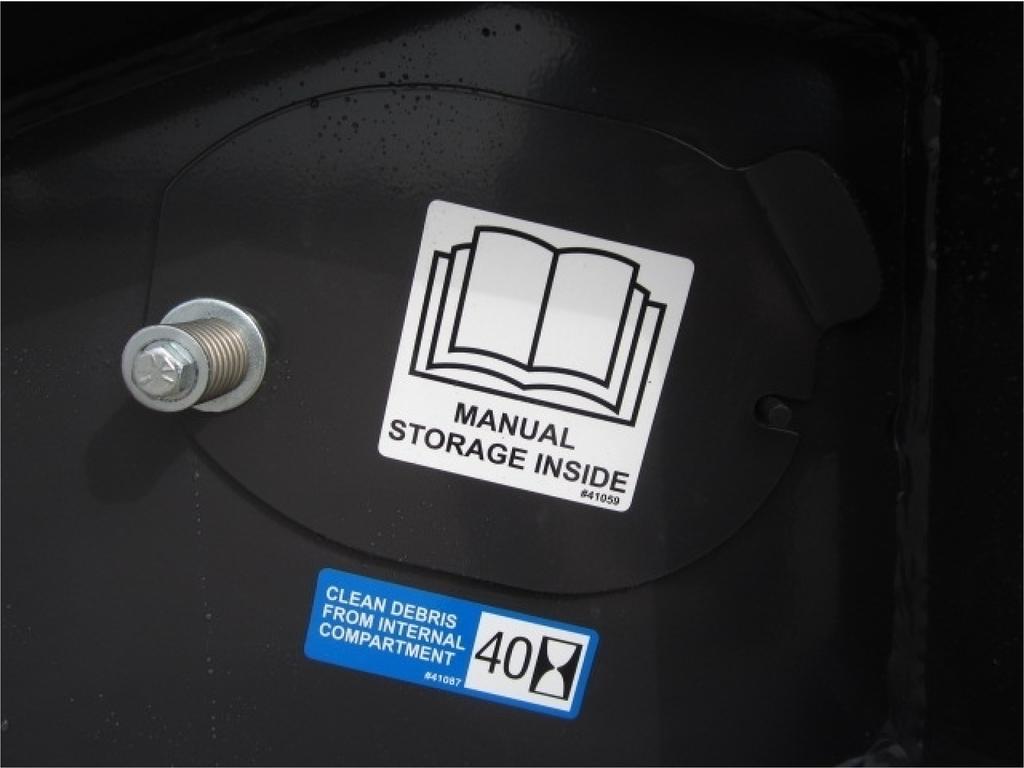 MANUAL
STORAGE INSIDE
#41059
CLEAN DEBRIS
FROM INTERNAL
COMPARTMENT
#41087
40